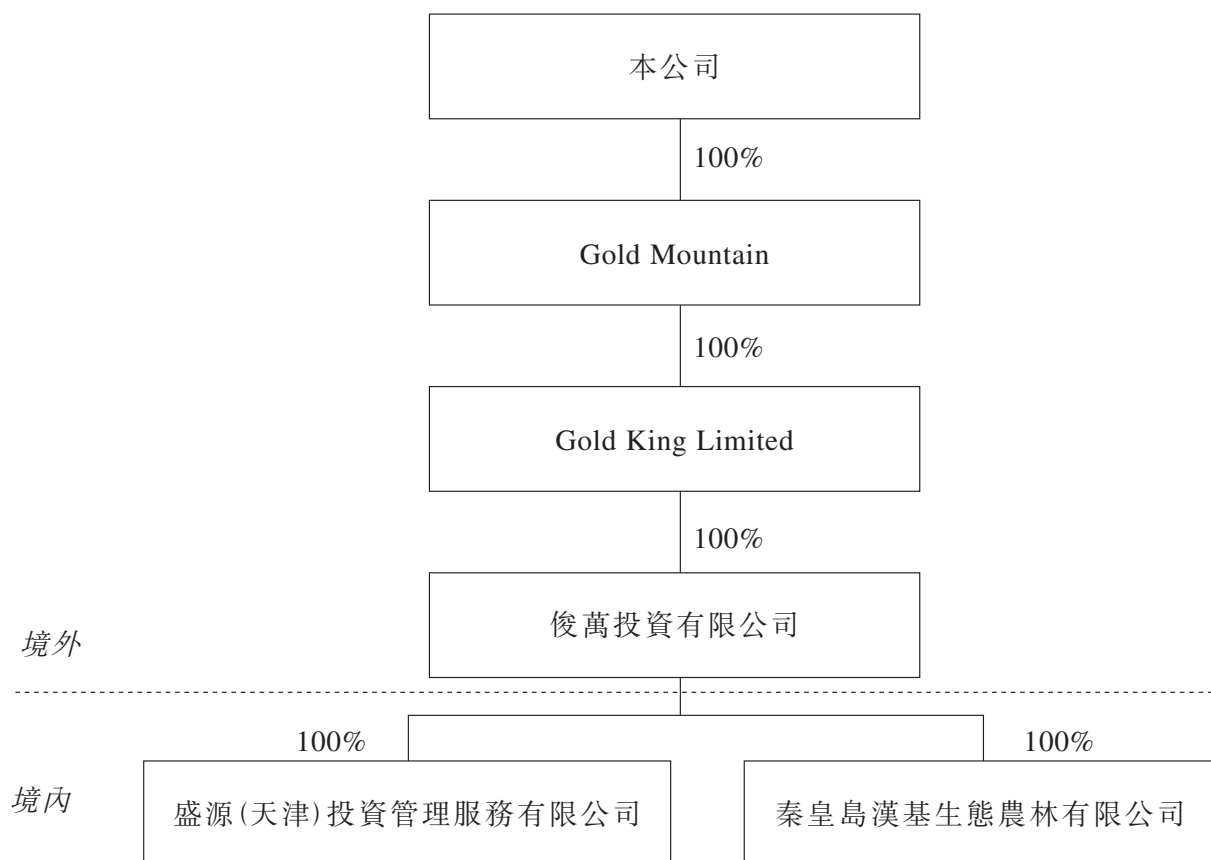 本公司
100%
Gold Mountain
100%
Gold King Limited
100%
俊萬投資有限公司
境外
100%
100%
境內
盛源(天津)投資管理服務有限公司
秦皇島漢基生態農林有限公司